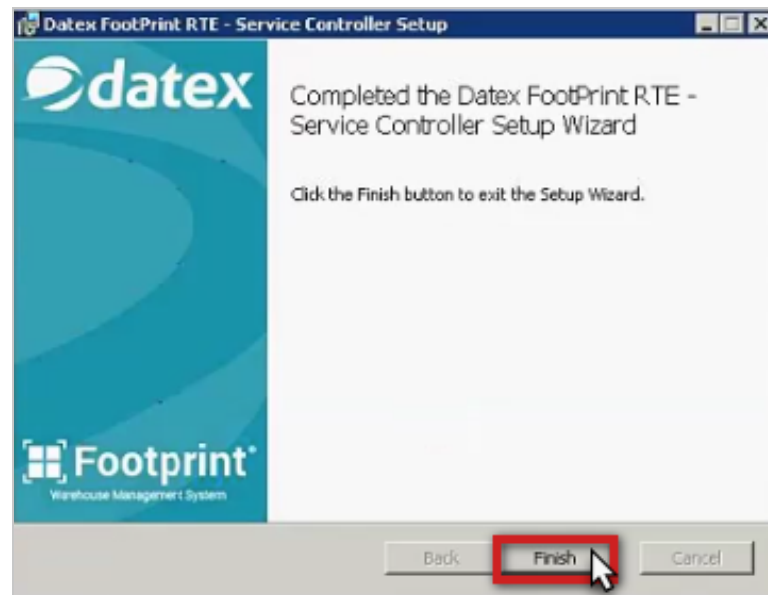 Datex FootPrint RTE - Service Controller Setup
datex
Completed the Datex FootPrint RTE -
Service Controller Setup Wizard
Click the Finish button to exit the Setup Wizard.
Footprint
Warehouse Management System
Back Finish Cancel